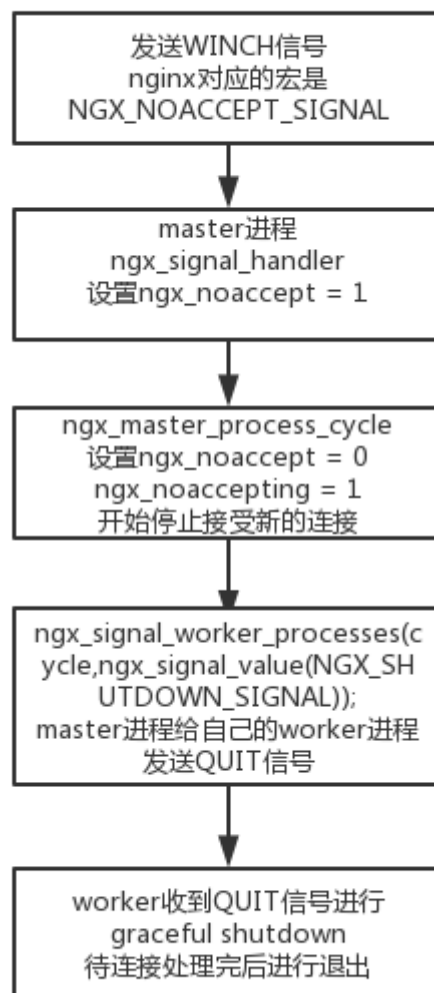 发送WINCH信号
nginx对应的宏是
NGX_NOACCEPT_SIGNAL
master进程
ngx_signal_handler
设置ngx_noaccept = 1
ngx_master_process_cycle
设置ngx_noaccept = 0
ngx_noaccepting = 1
开始停止接受新的连接
ngx_signal_worker_processes(c
ycle,ngx_signal_value(NGX_SH
UTDOWN_SIGNAL));
master进程给自己的worker进程
发送QUIT信号
worker收到QUIT信号进行
graceful shutdown
待连接处理完后进行退出